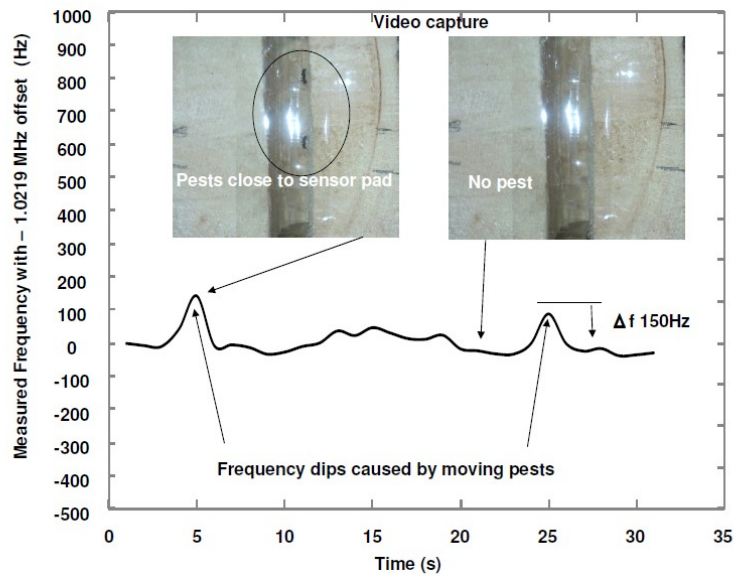 Video capture
Measured Frequency with – 1.0219 MHz offset (Hz)
1000
900
800
700
600
500
400
300
200
100
0
-100
-200
-300
-400
-500
Pests close to sensor pad
No pest
Δf 150Hz
Frequency dips caused by moving pests
0 5 10 15 20 25 30 35
Time (s)